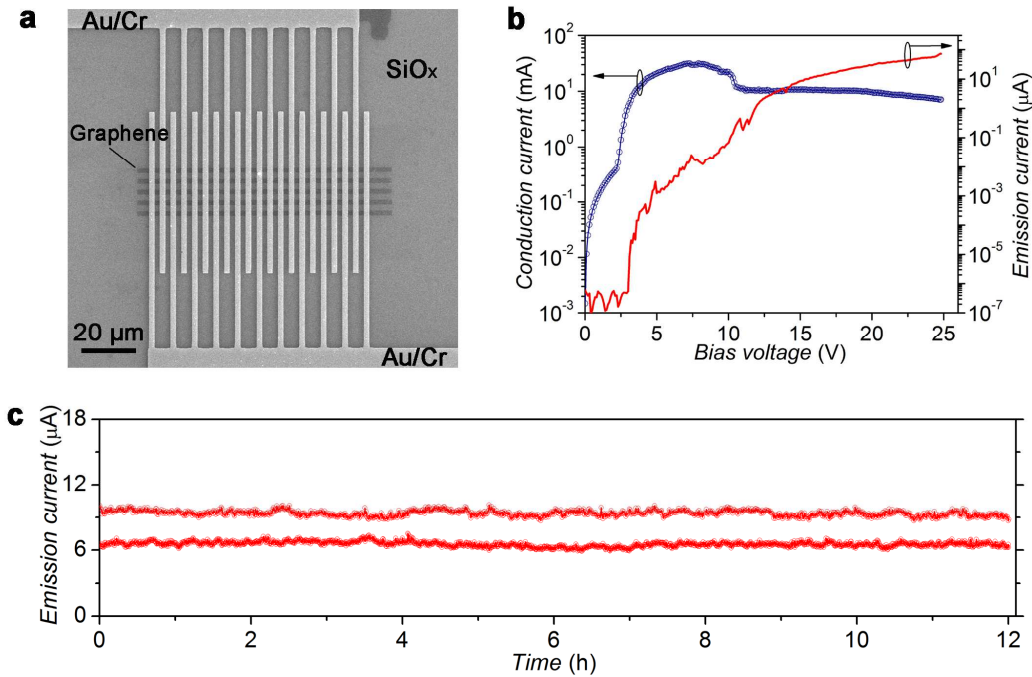 a
Au/Cr
SiOx
Graphene
20 µm
Au/Cr
b
Conduction current (mA)
10²
10¹
10⁰
10⁻¹
10⁻²
10⁻³
0 5 10 15 20 25
Bias voltage (V)
10¹
10⁻¹
10⁻³
10⁻⁵
10⁻⁷
Emission current (µA)
c
Emission current (µA)
18
12
6
0
0 2 4 6 8 10 12
Time (h)